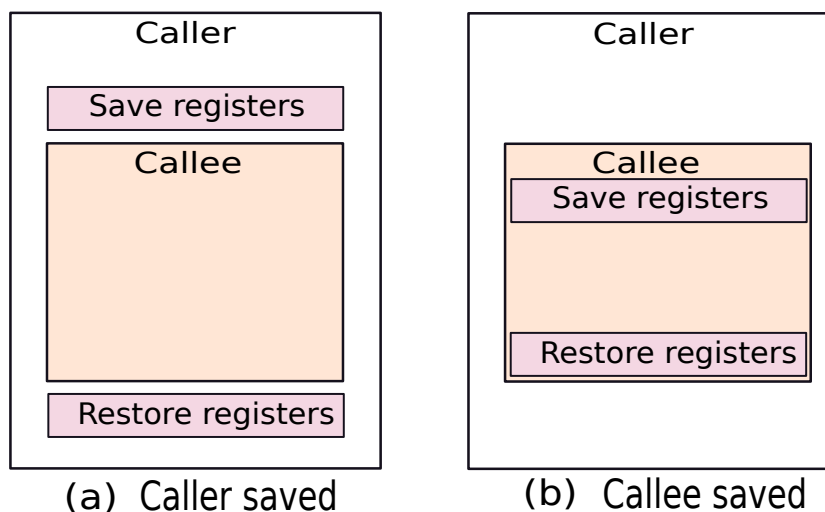 Caller
Save registers
Callee
Restore registers
(a) Caller saved
Caller
Callee
Save registers
Restore registers
(b) Callee saved